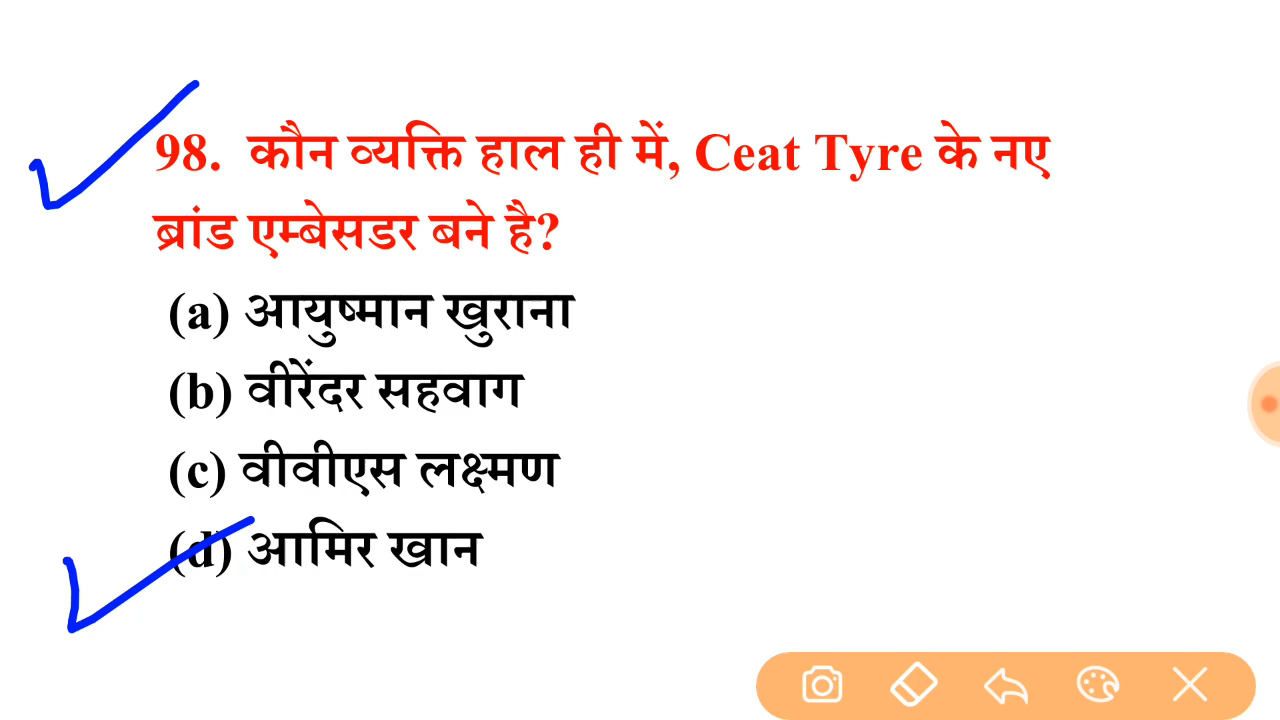 98. कौन व्यक्ति हाल ही में, Ceat Tyre के नए
ब्रांड एम्बेसडर बने है?
(a) आयुष्मान खुराना
(b) वीरेंदर सहवाग
(c) वीवीएस लक्ष्मण
(d) आमिर खान